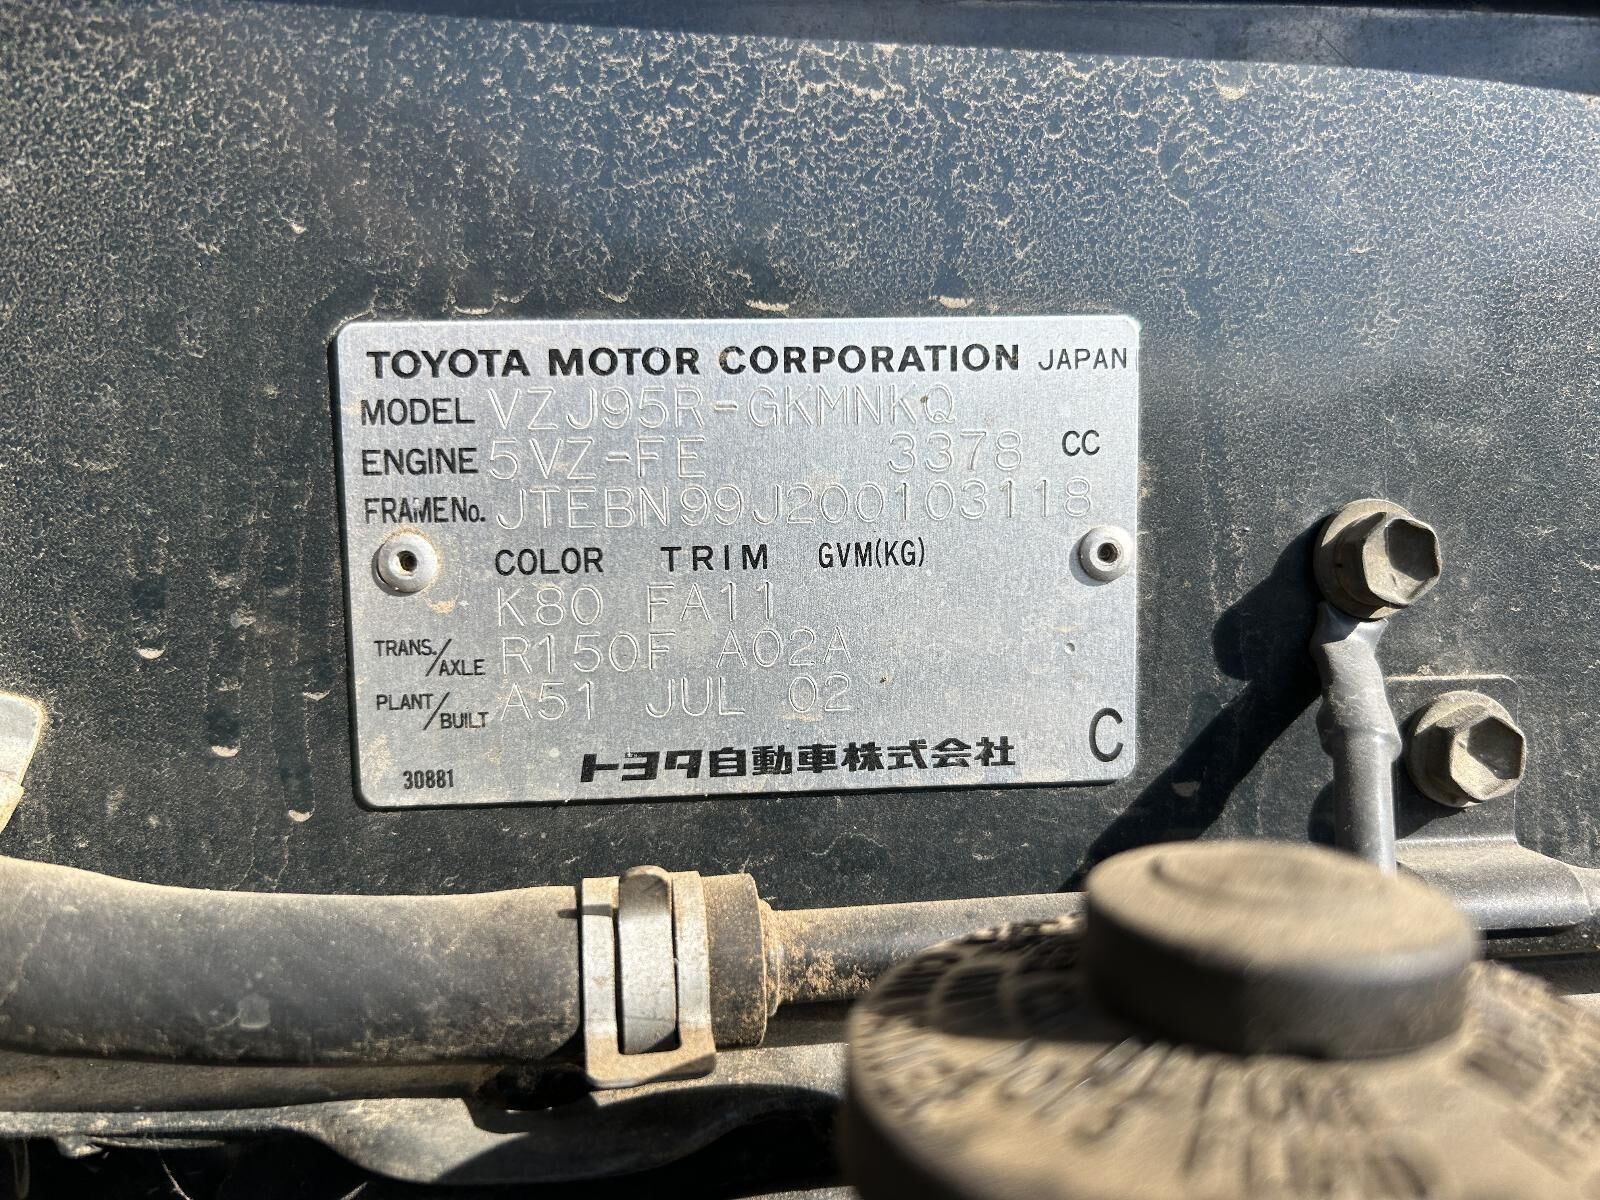 TOYOTA MOTOR CORPORATION JAPAN
MODEL VZJ95R-GKMNKQ
ENGINE 5VZ-FE 3378 CC
FRAME No. JTEBN99J200103118
COLOR TRIM GVM(KG)
K80 FA11
TRANS./AXLE R150F A02A
PLANT/BUILT A51 JUL 02
トヨタ自動車株式会社 C
30881